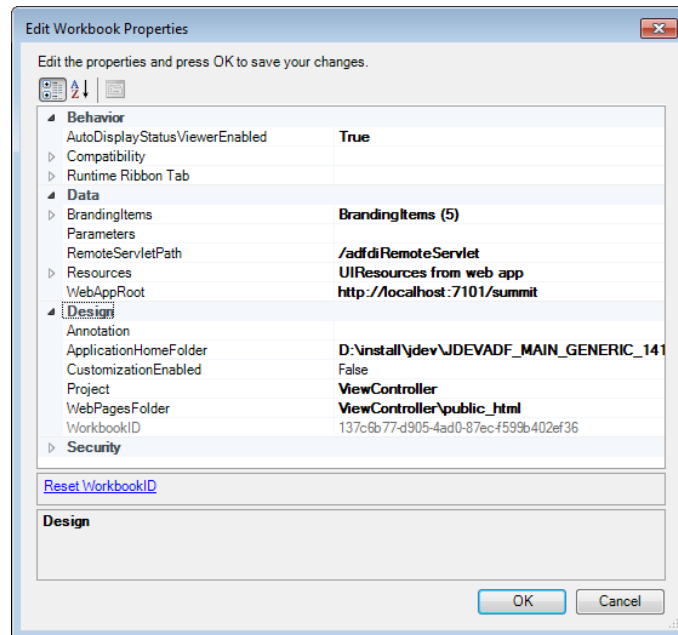 Edit Workbook Properties
Edit the properties and press OK to save your changes.
Behavior
AutoDisplayStatusViewerEnabled True
Compatibility
Runtime Ribbon Tab
Data
BrandingItems BrandingItems (5)
Parameters
RemoteServletPath /adfdiRemoteServlet
Resources UIResources from web app
WebAppRoot http://localhost:7101/summit
Design
Annotation
ApplicationHomeFolder D:\install\jdev\JDEVADF_MAIN_GENERIC_141
CustomizationEnabled False
Project ViewController
WebPagesFolder ViewController\public_html
WorkbookID 137c6b77-d905-4ad0-87ec-f599b402ef36
Security
Reset WorkbookID
Design
OK Cancel